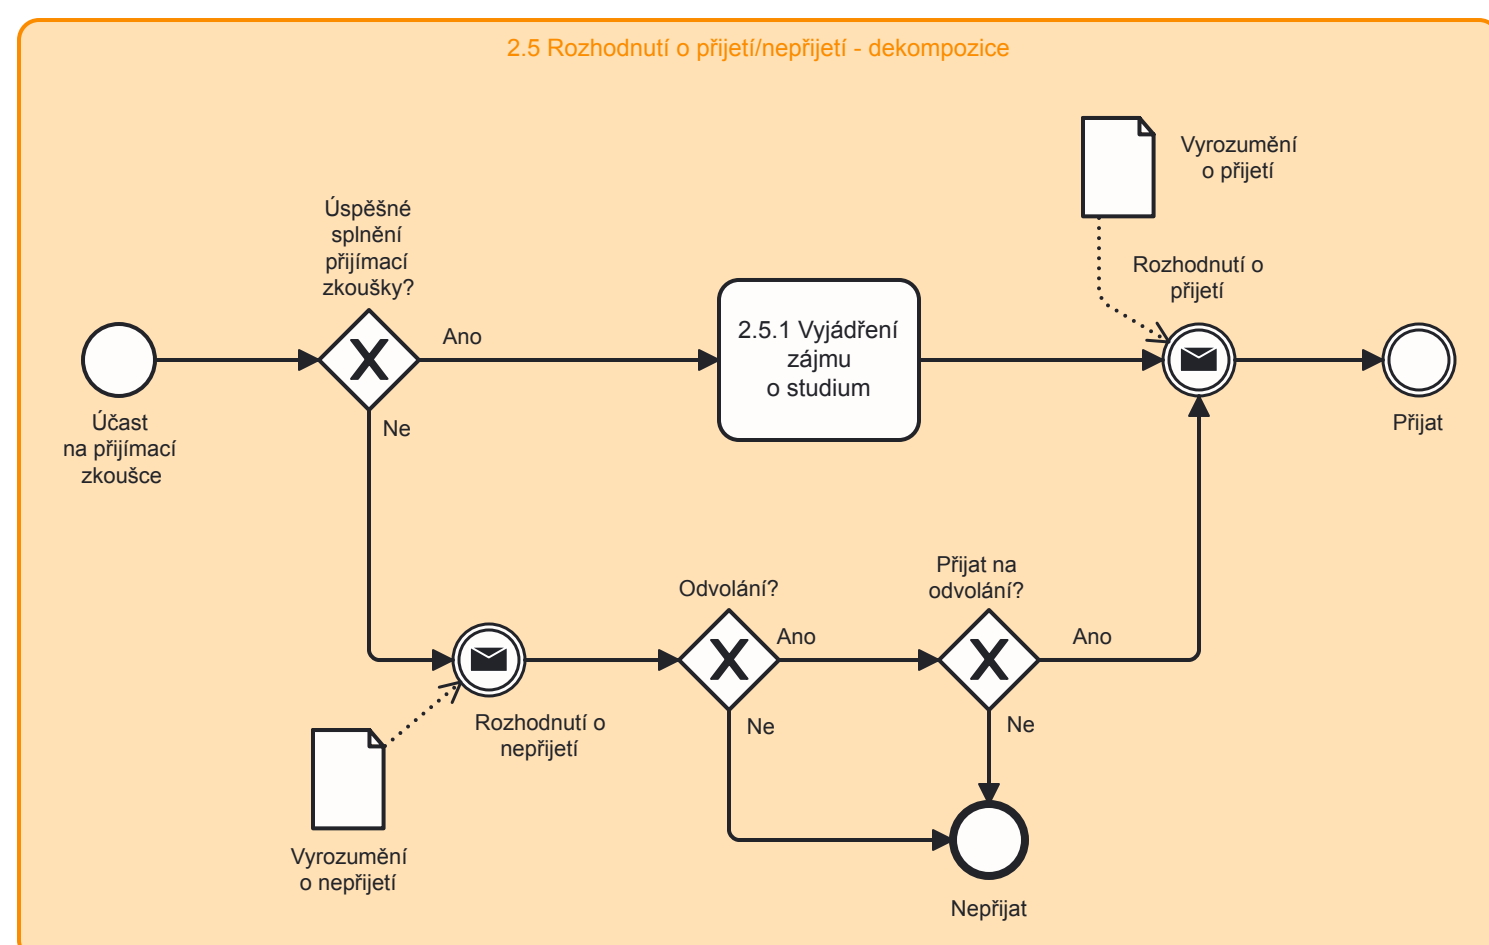 2.5 Rozhodnutí o přijetí/nepřijetí - dekompozice
Vyrozumění
o přijetí
Úspěšné
splnění
přijímací
zkoušky?
Rozhodnutí o
přijetí
Ano
2.5.1 Vyjádření
zájmu
o studium
Účast
na přijímací
zkoušce
Ne
Přijat
Odvolání?
Přijat na
odvolání?
Ano
Ano
Rozhodnutí o
nepřijetí
Ne
Ne
Vyrozumění
o nepřijetí
Nepřijat